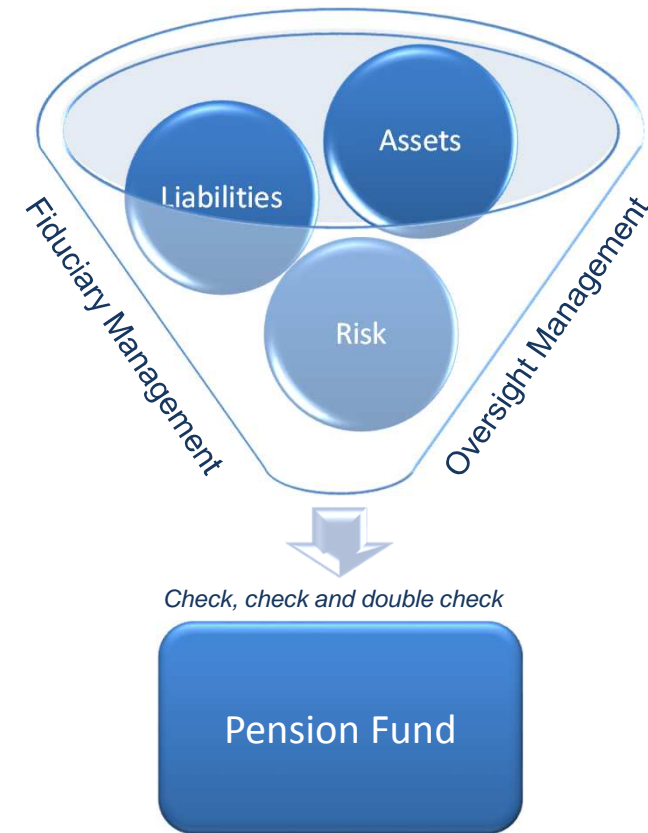 Assets
Liabilities
Risk
Fiduciary Management
Oversight Management
Check, check and double check
Pension Fund